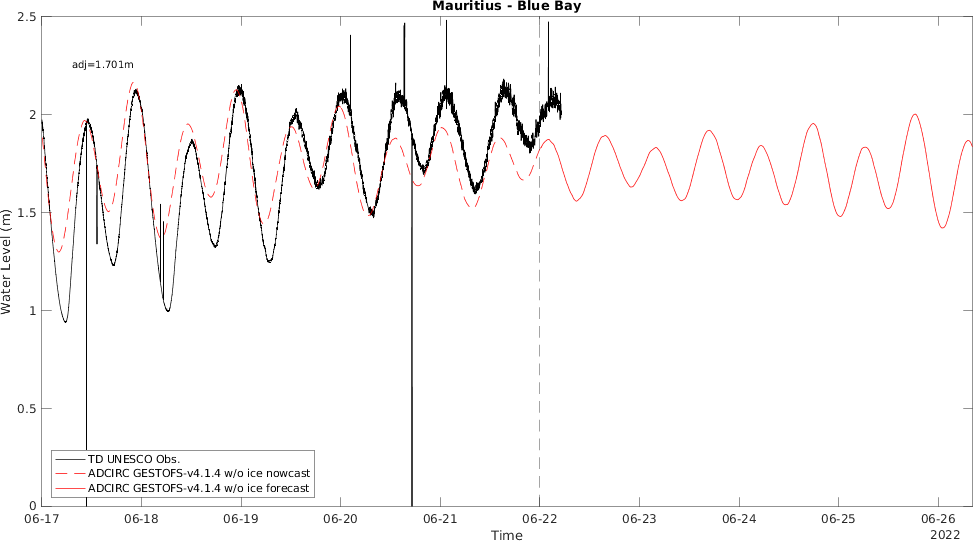 Mauritius - Blue Bay
2.5
adj=1.701m
2
1.5
Water Level (m)
1
0.5
TD UNESCO Obs.
ADCIRC GESTOFS-v4.1.4 w/o ice nowcast
ADCIRC GESTOFS-v4.1.4 w/o ice forecast
0
06-17 06-18 06-19 06-20 06-21 06-22 06-23 06-24 06-25 06-26
Time
2022